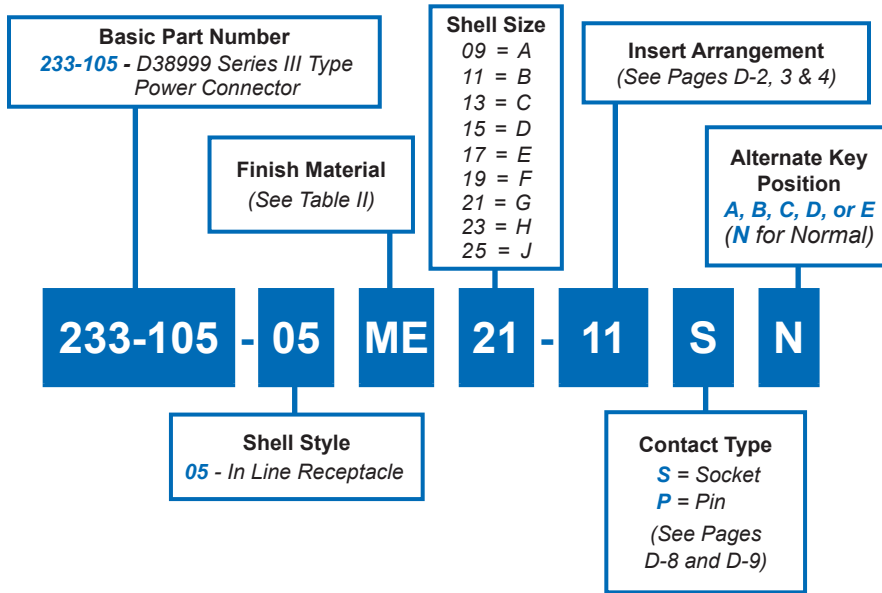 Basic Part Number
233-105 - D38999 Series III Type
Power Connector
Finish Material
(See Table II)
Shell Size
09 = A
11 = B
13 = C
15 = D
17 = E
19 = F
21 = G
23 = H
25 = J
Insert Arrangement
(See Pages D-2, 3 & 4)
Alternate Key
Position
A, B, C, D, or E
(N for Normal)
233-105 - 05 ME 21 - 11 S N
Shell Style
05 - In Line Receptacle
Contact Type
S = Socket
P = Pin
(See Pages
D-8 and D-9)